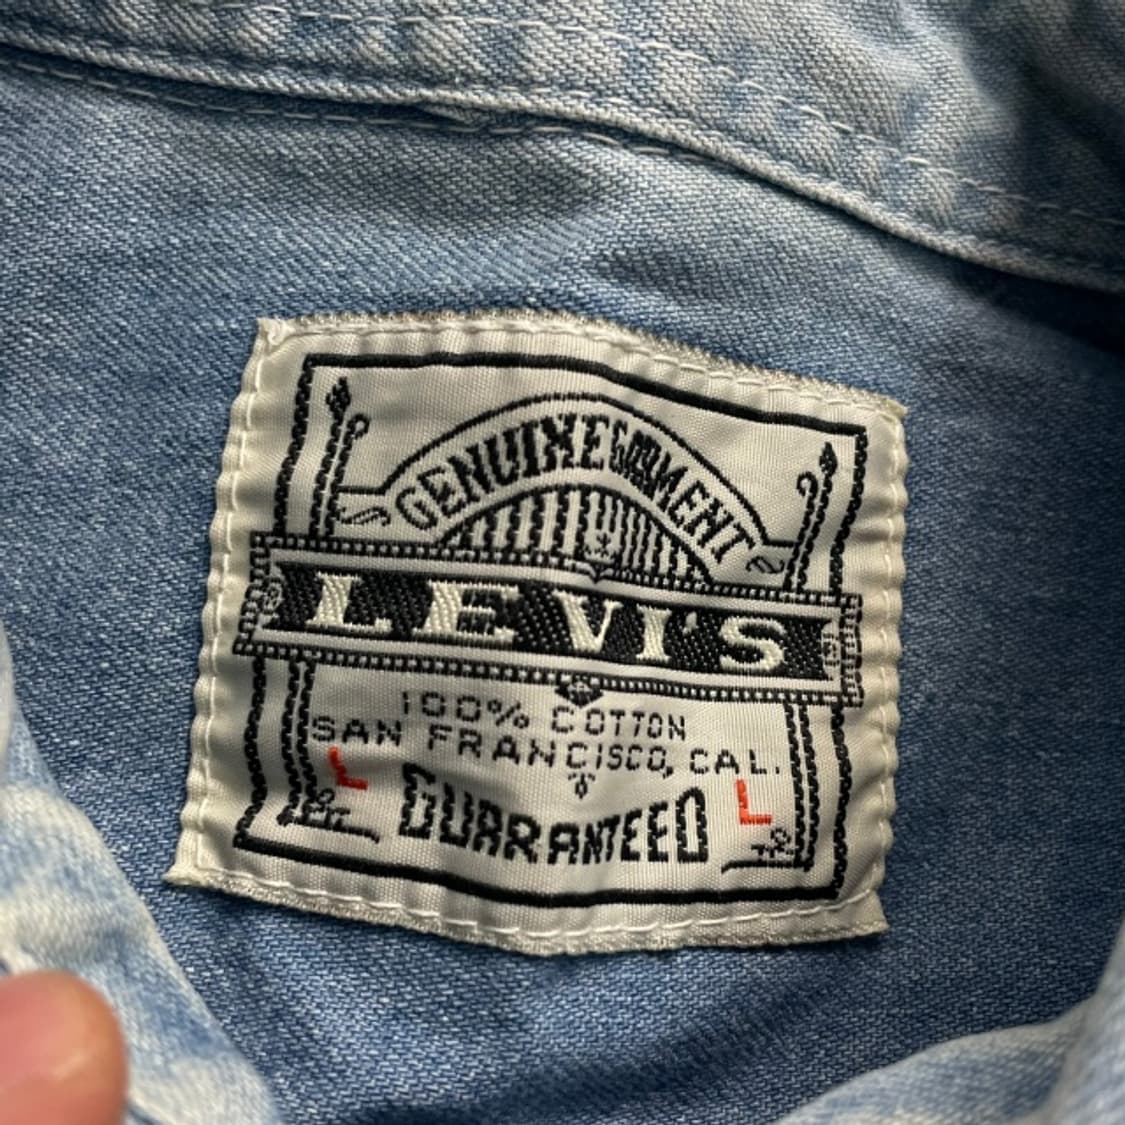 GENUINE GARMENT
LEVI'S
100% COTTON
SAN FRANCISCO, CAL.
L L
GUARANTEED